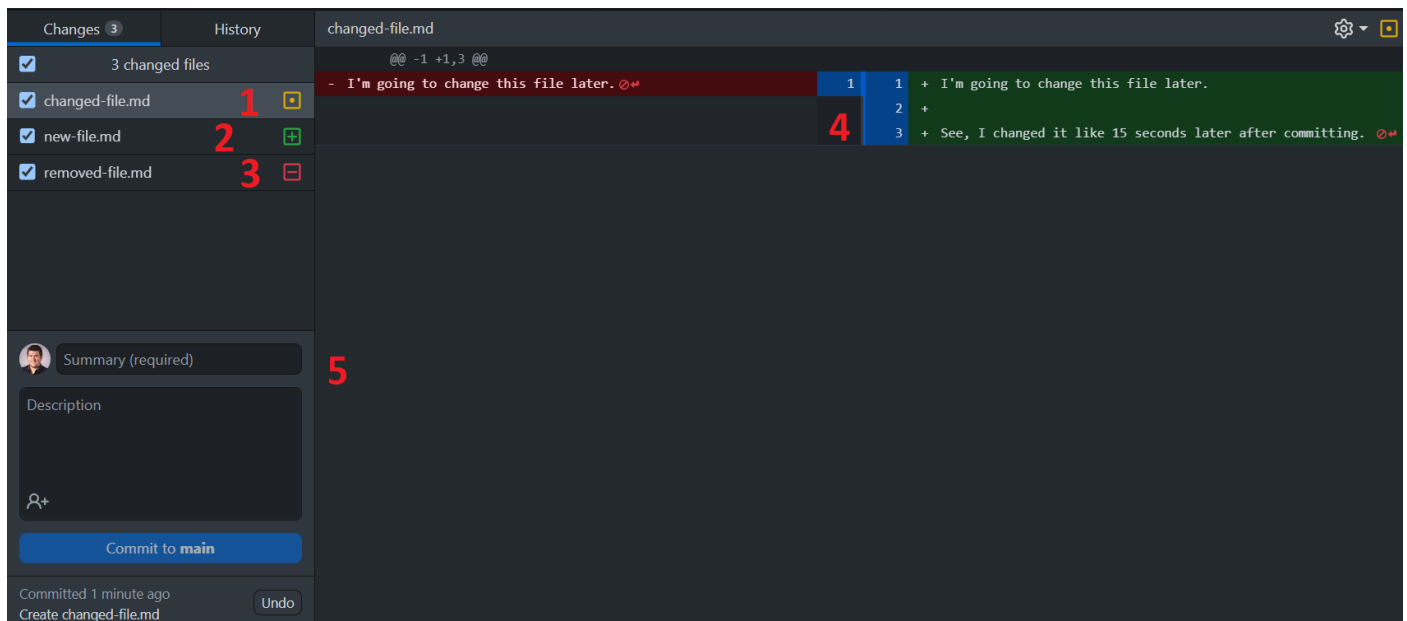 Changes 3 History
3 changed files
changed-file.md 1
new-file.md 2
removed-file.md 3
Summary (required)
Description
Commit to main
Committed 1 minute ago
Create changed-file.md
Undo
changed-file.md
@@ -1 +1,3 @@
- I'm going to change this file later. 1
1 + I'm going to change this file later.
2 +
3 + See, I changed it like 15 seconds later after committing.
4
5